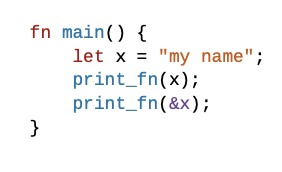 fn main() {
    let x = "my name";
    print_fn(x);
    print_fn(&x);
}